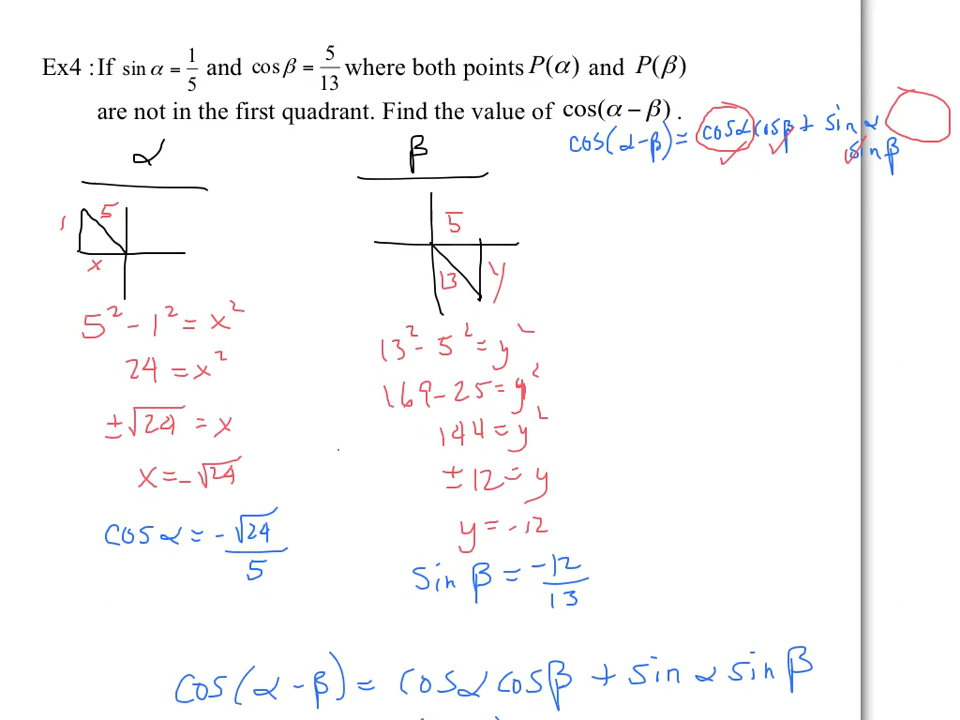 Ex4 : If sin α = 1/5 and cos β = 5/13 where both points P(α) and P(β)
are not in the first quadrant. Find the value of cos(α − β).
cos(α-β) = cosα cosβ + sin α
sin β
α
β
1 5
x
5
13 y
5² - 1² = x²
24 = x²
±√24 = x
x = -√24
cos α = -√24/5
13² - 5² = y²
169 - 25 = y²
144 = y²
±12 = y
y = -12
sin β = -12/13
cos(α - β) = cosα cosβ + sin α sin β